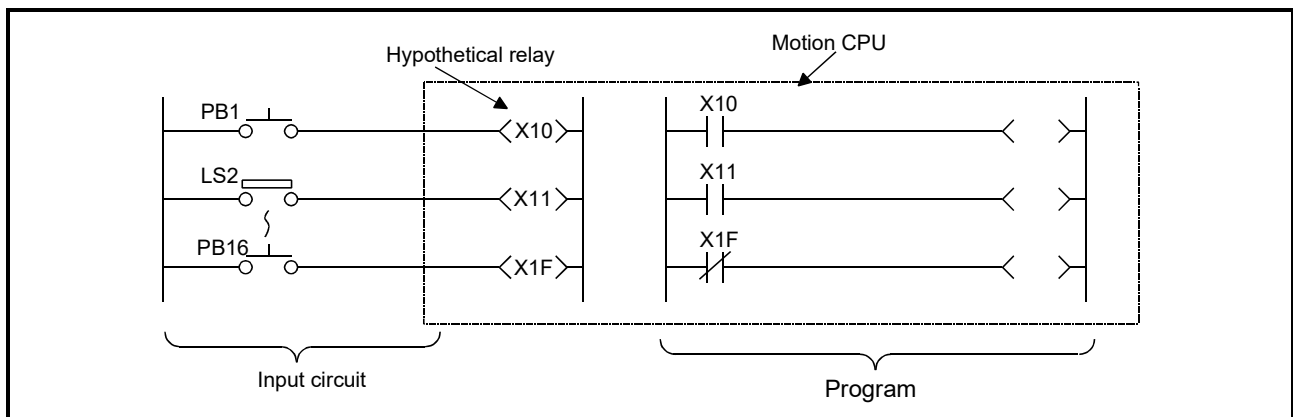 Motion CPU
Hypothetical relay
PB1
X10
X10
LS2
X11
X11
PB16
X1F
X1F
Input circuit
Program